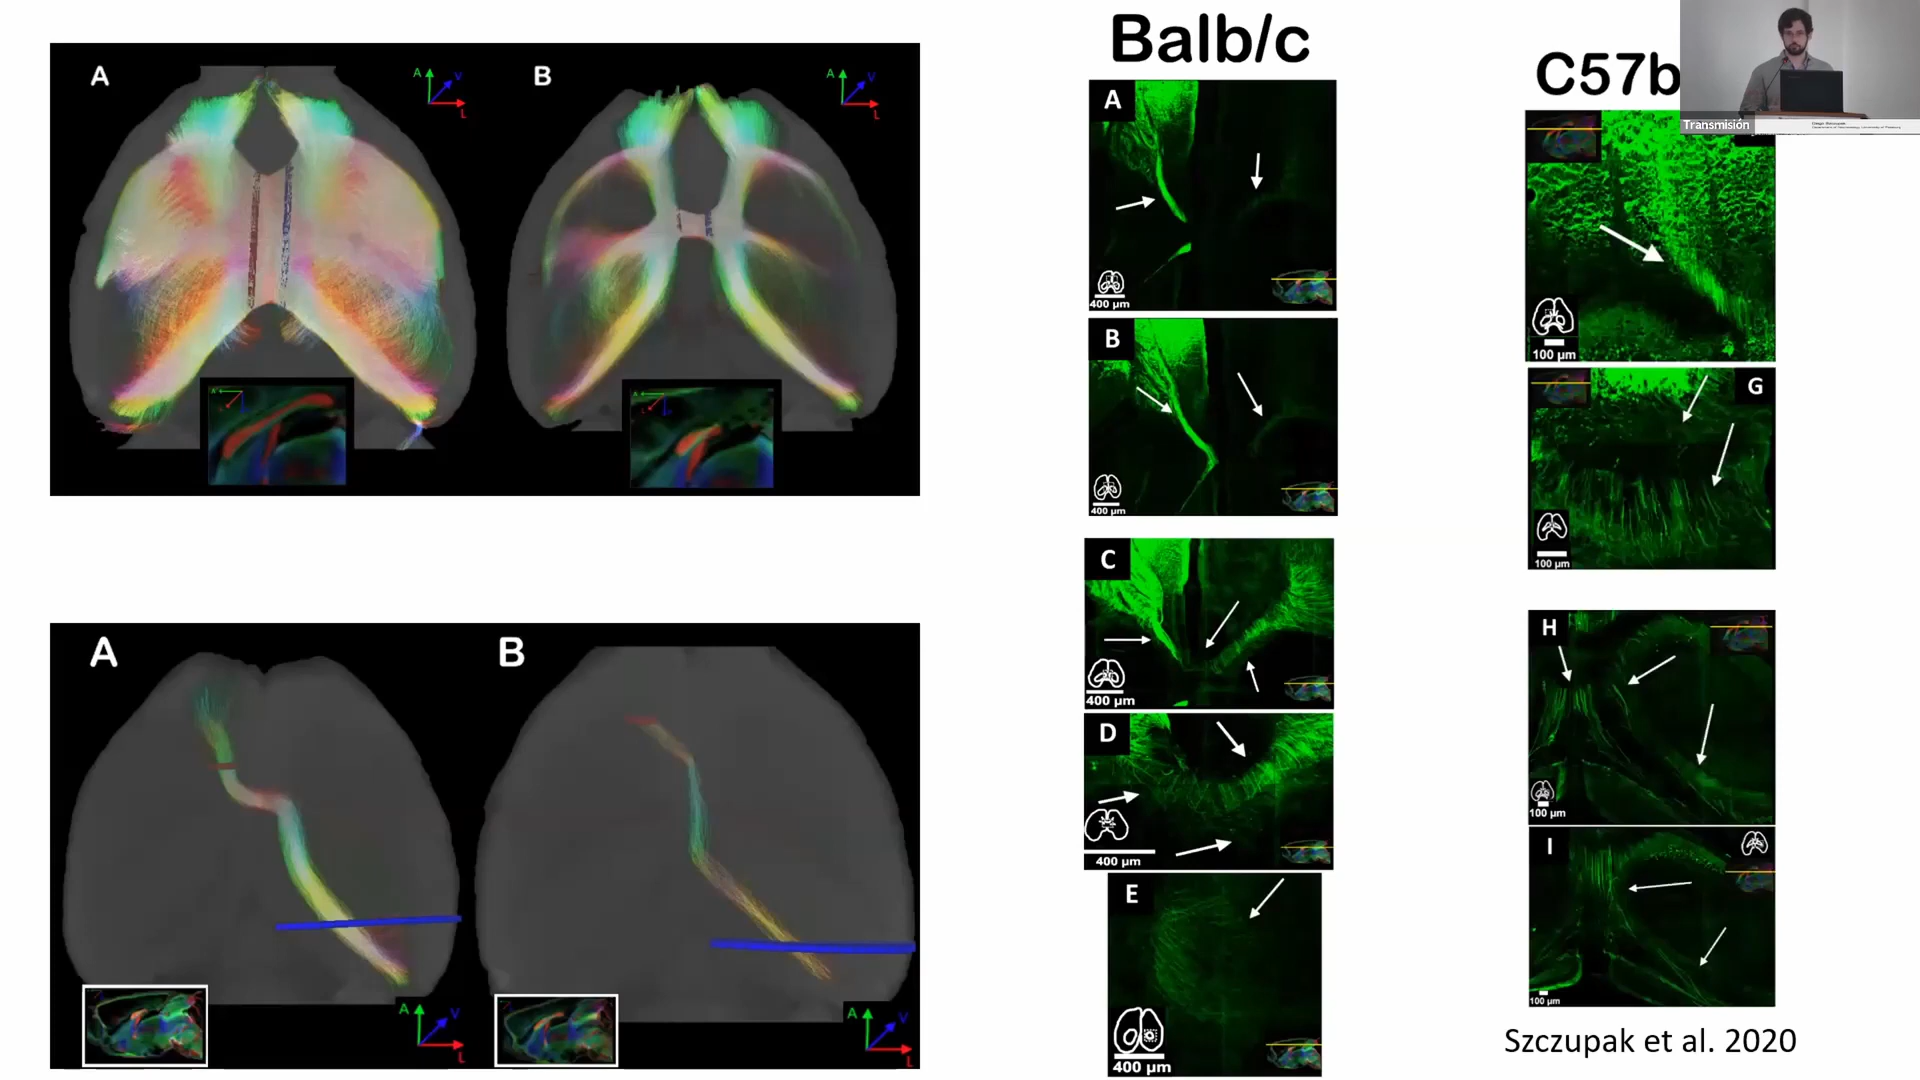 A
A
V
L
B
A
V
L
A
A
V
L
B
A
V
L
Balb/c
A
400 µm
B
400 µm
C
400 µm
D
400 µm
E
400 µm
C57b
100 µm
G
100 µm
H
100 µm
I
100 µm
Szczupak et al. 2020
Transmisión